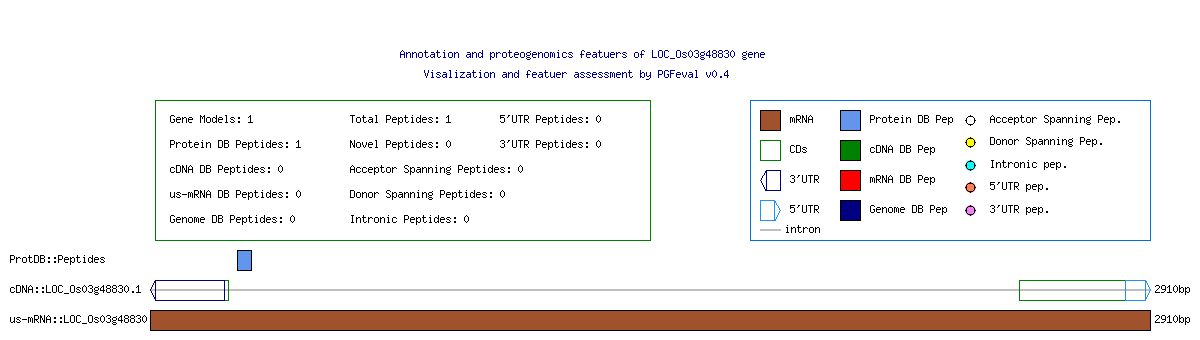 Annotation and proteogenomics featuers of LOC_Os03g48830 gene
Visalization and featuer assessment by PGFeval v0.4
Gene Models: 1 Total Peptides: 1 5'UTR Peptides: 0
Protein DB Peptides: 1 Novel Peptides: 0 3'UTR Peptides: 0
cDNA DB Peptides: 0 Acceptor Spanning Peptides: 0
us-mRNA DB Peptides: 0 Donor Spanning Peptides: 0
Genome DB Peptides: 0 Intronic Peptides: 0
mRNA Protein DB Pep Acceptor Spanning Pep.
CDs cDNA DB Pep Donor Spanning Pep.
3'UTR mRNA DB Pep Intronic pep.
5'UTR Genome DB Pep 5'UTR pep.
intron 3'UTR pep.
ProtDB::Peptides
cDNA::LOC_Os03g48830.1 2910bp
us-mRNA::LOC_Os03g48830 2910bp